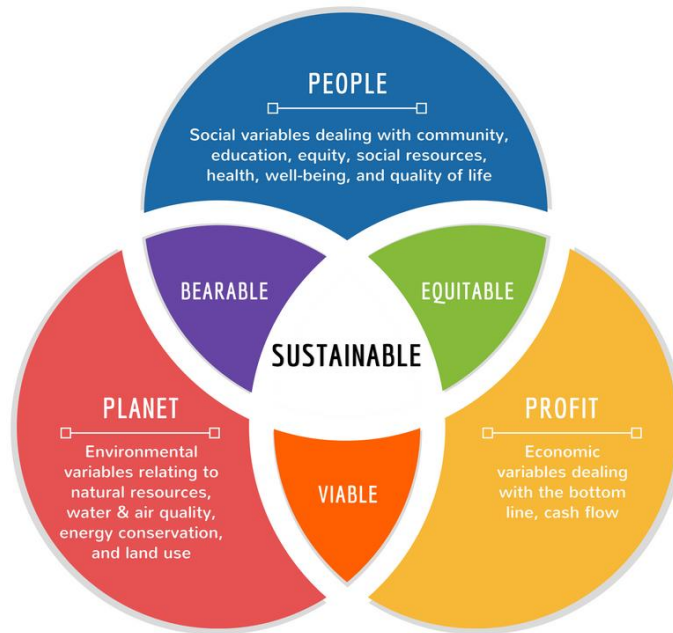 PEOPLE
Social variables dealing with community,
education, equity, social resources,
health, well-being, and quality of life
BEARABLE
EQUITABLE
SUSTAINABLE
PLANET
Environmental
variables relating to
natural resources,
water & air quality,
energy conservation,
and land use
PROFIT
Economic
variables dealing
with the bottom
line, cash flow
VIABLE